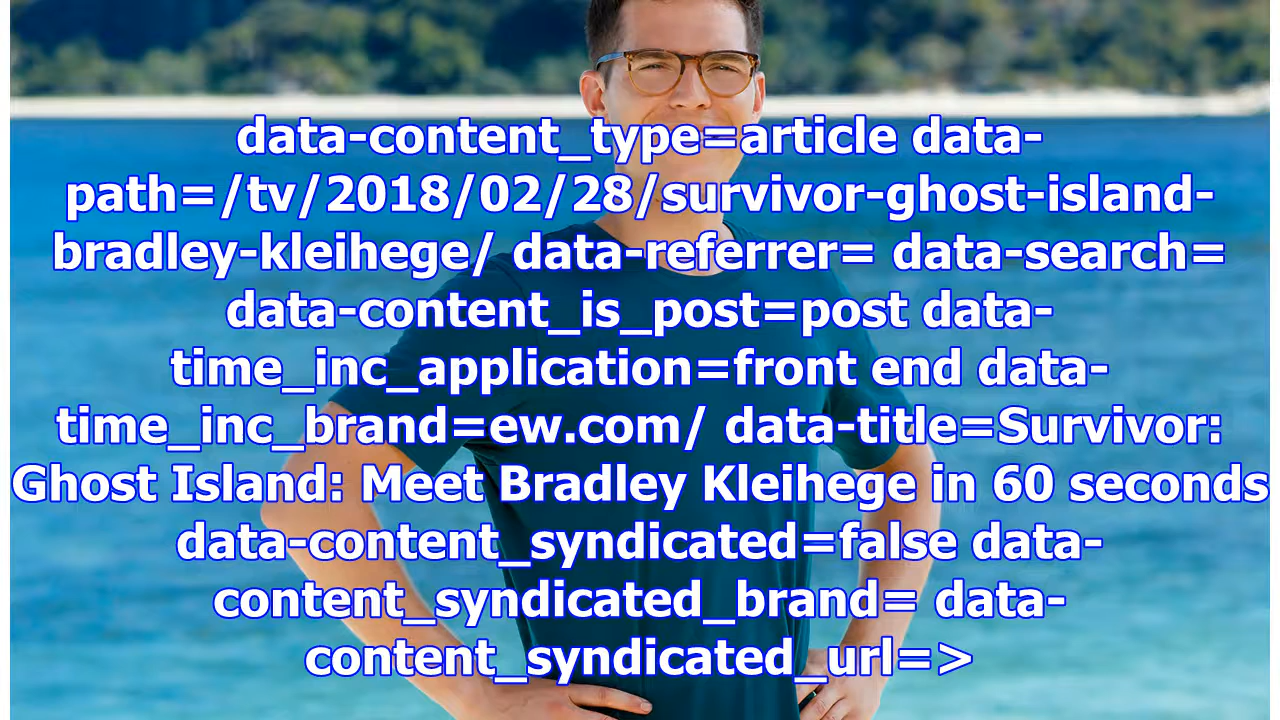 data-content_type=article data-
path=/tv/2018/02/28/survivor-ghost-island-
bradley-kleihege/ data-referrer= data-search=
data-content_is_post=post data-
time_inc_application=front end data-
time_inc_brand=ew.com/ data-title=Survivor:
Ghost Island: Meet Bradley Kleihege in 60 seconds
data-content_syndicated=false data-
content_syndicated_brand= data-
content_syndicated_url=>